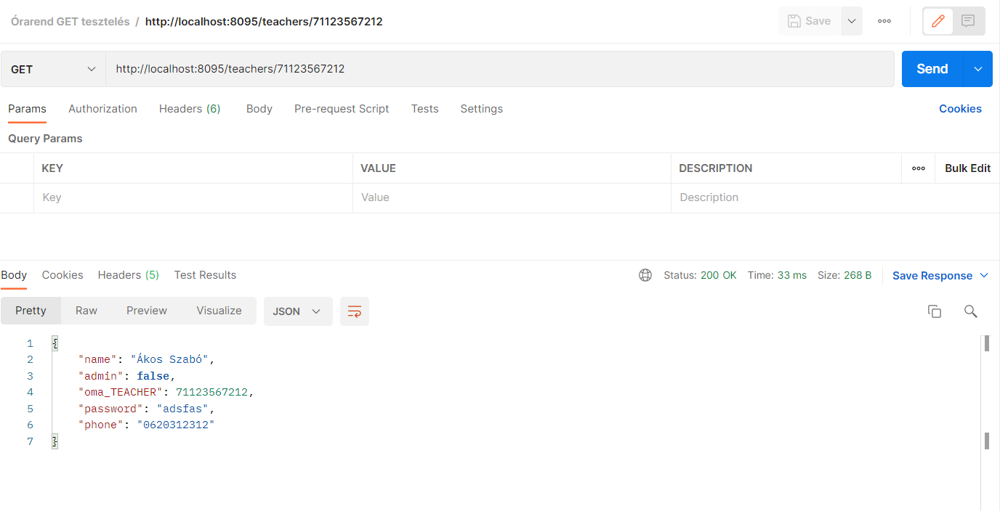 Órarend GET tesztelés / http://localhost:8095/teachers/71123567212
Save
GET http://localhost:8095/teachers/71123567212 Send
Params Authorization Headers (6) Body Pre-request Script Tests Settings Cookies
Query Params
KEY VALUE DESCRIPTION Bulk Edit
Key Value Description
Body Cookies Headers (5) Test Results Status: 200 OK Time: 33 ms Size: 268 B Save Response
Pretty Raw Preview Visualize JSON
1 {
2 "name": "Ákos Szabó",
3 "admin": false,
4 "oma_TEACHER": 71123567212,
5 "password": "adsfas",
6 "phone": "0620312312"
7 }